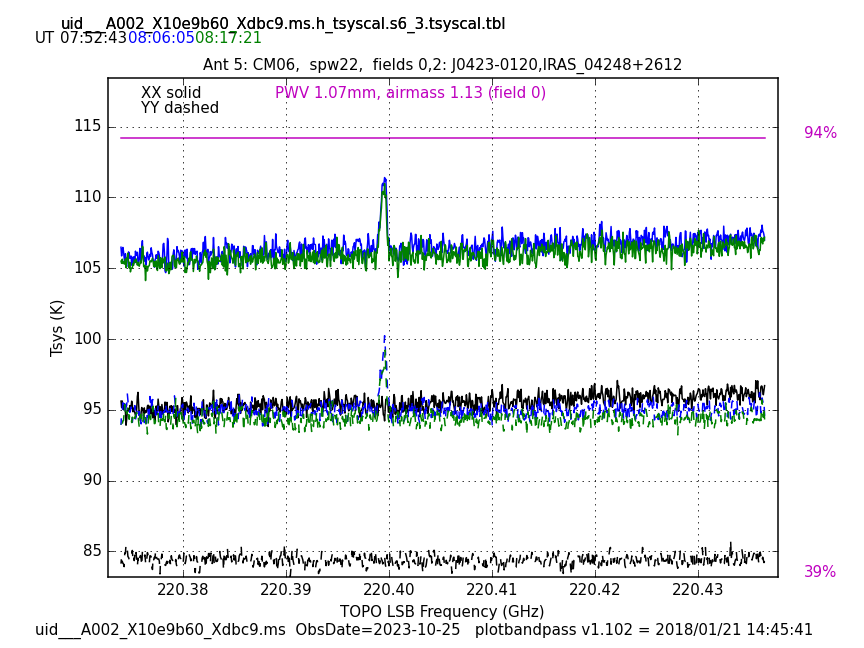 uid___A002_X10e9b60_Xdbc9.ms.h_tsyscal.s6_3.tsyscal.tbl
UT 07:52:43 08:06:05 08:17:21
Ant 5: CM06, spw22, fields 0,2: J0423-0120,IRAS_04248+2612
XX solid PWV 1.07mm, airmass 1.13 (field 0)
YY dashed
115
94%
110
105
Tsys (K)
100
95
90
85
39%
220.38 220.39 220.40 220.41 220.42 220.43
TOPO LSB Frequency (GHz)
uid___A002_X10e9b60_Xdbc9.ms ObsDate=2023-10-25 plotbandpass v1.102 = 2018/01/21 14:45:41